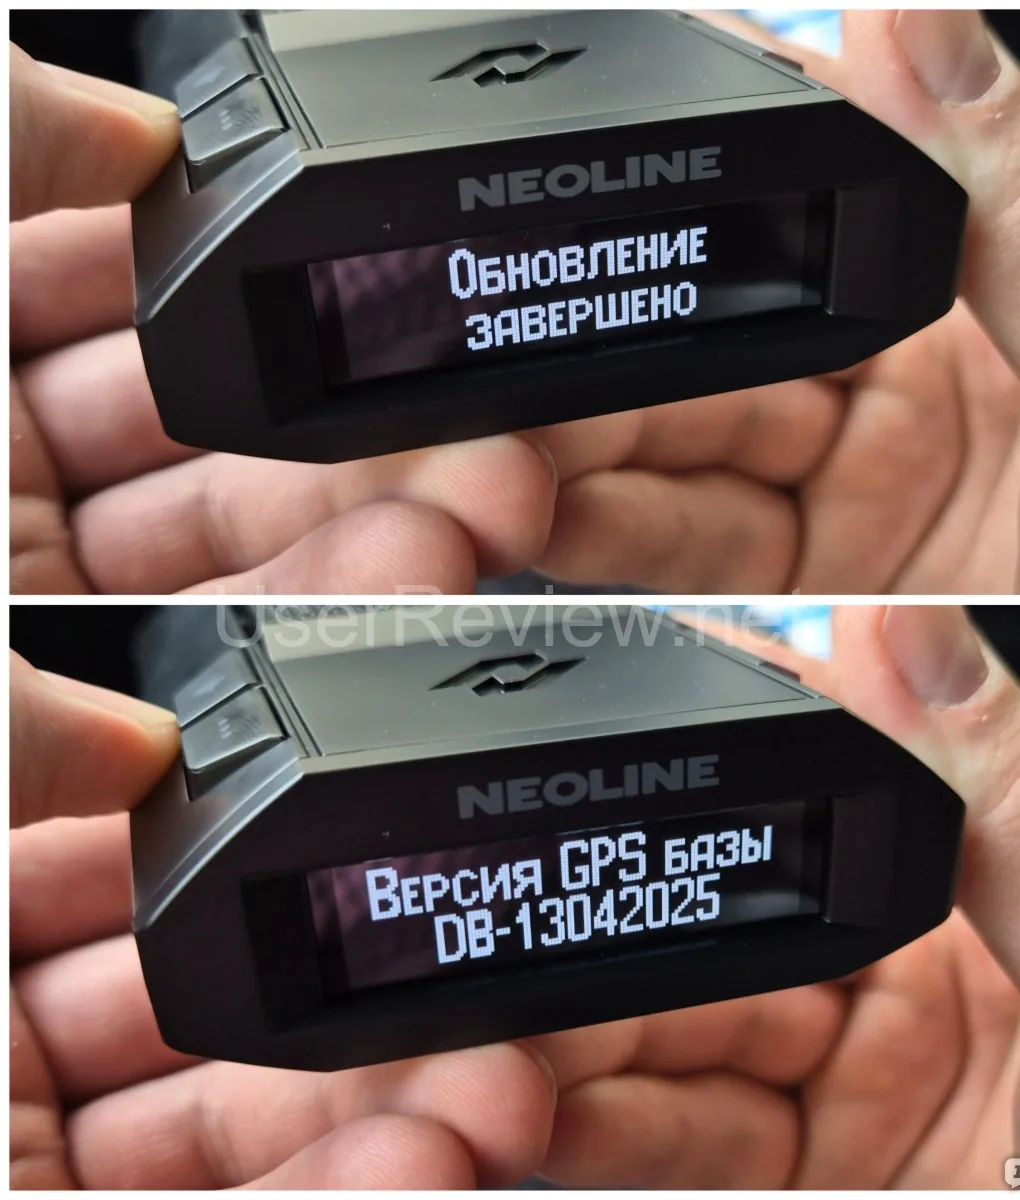 NEOLINE
Обновление
завершено
UserReview.net
NEOLINE
Версия GPS базы
DB-13042025